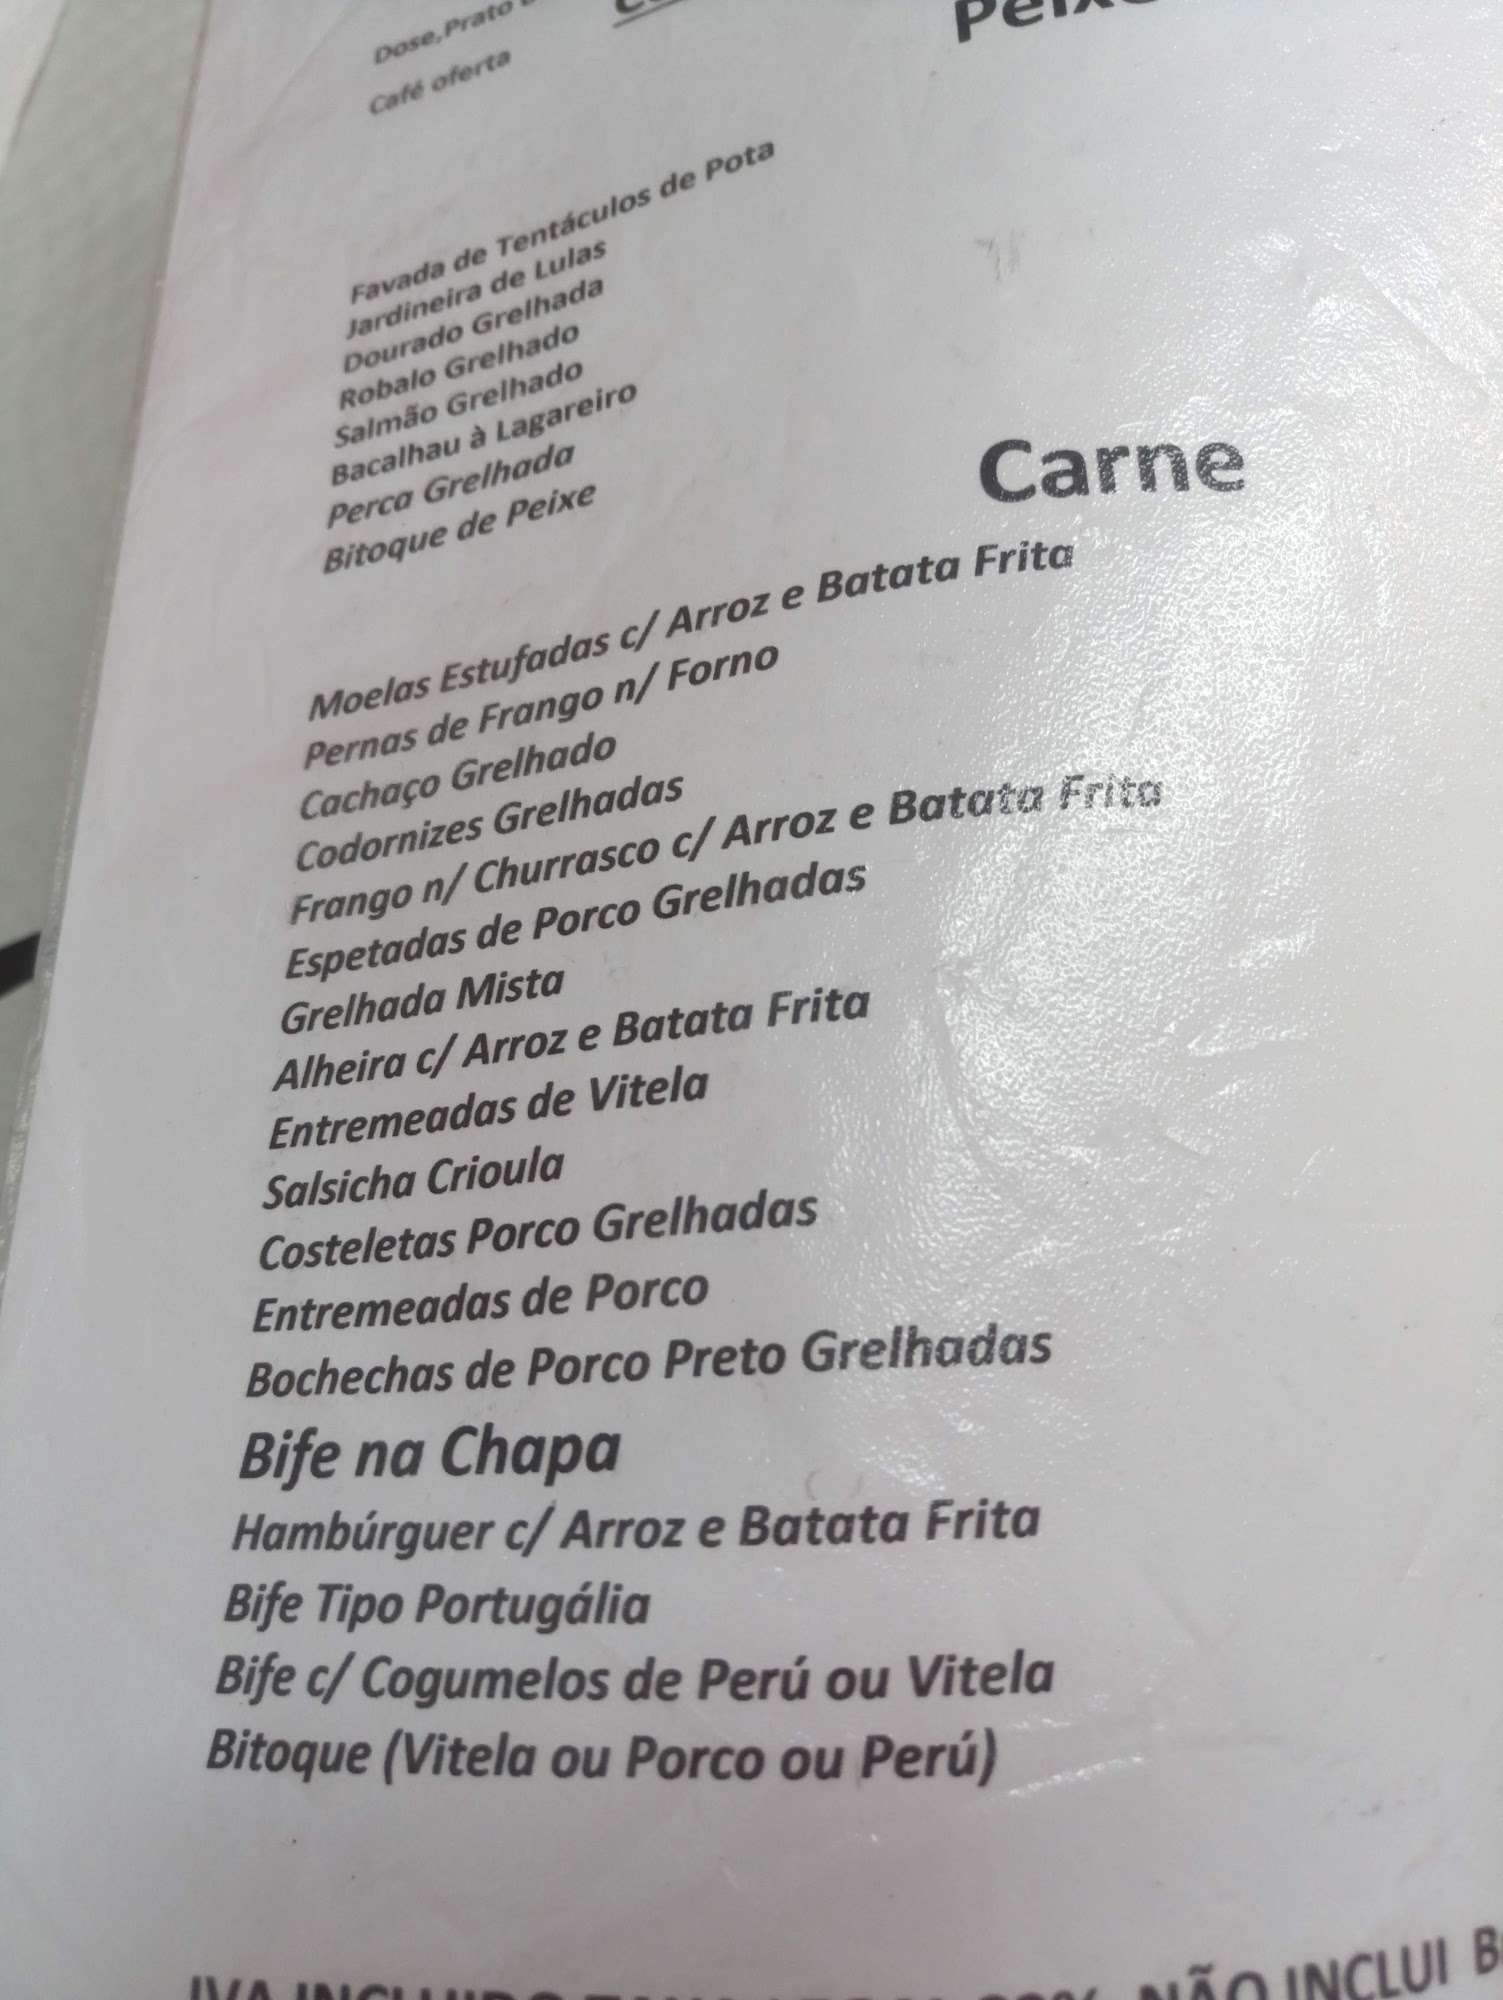 Dose,Prato
Peixe
Café oferta
Favada de Tentáculos de Pota
Jardineira de Lulas
Dourado Grelhada
Robalo Grelhado
Salmão Grelhado
Bacalhau à Lagareiro
Perca Grelhada
Bitoque de Peixe
Carne
Moelas Estufadas c/ Arroz e Batata Frita
Pernas de Frango n/ Forno
Cachaço Grelhado
Codornizes Grelhadas
Frango n/ Churrasco c/ Arroz e Batata Frita
Espetadas de Porco Grelhadas
Grelhada Mista
Alheira c/ Arroz e Batata Frita
Entremeadas de Vitela
Salsicha Crioula
Costeletas Porco Grelhadas
Entremeadas de Porco
Bochechas de Porco Preto Grelhadas
Bife na Chapa
Hambúrguer c/ Arroz e Batata Frita
Bife Tipo Portugália
Bife c/ Cogumelos de Perú ou Vitela
Bitoque (Vitela ou Porco ou Perú)
IVA INCLUIDO NÃO INCLUI